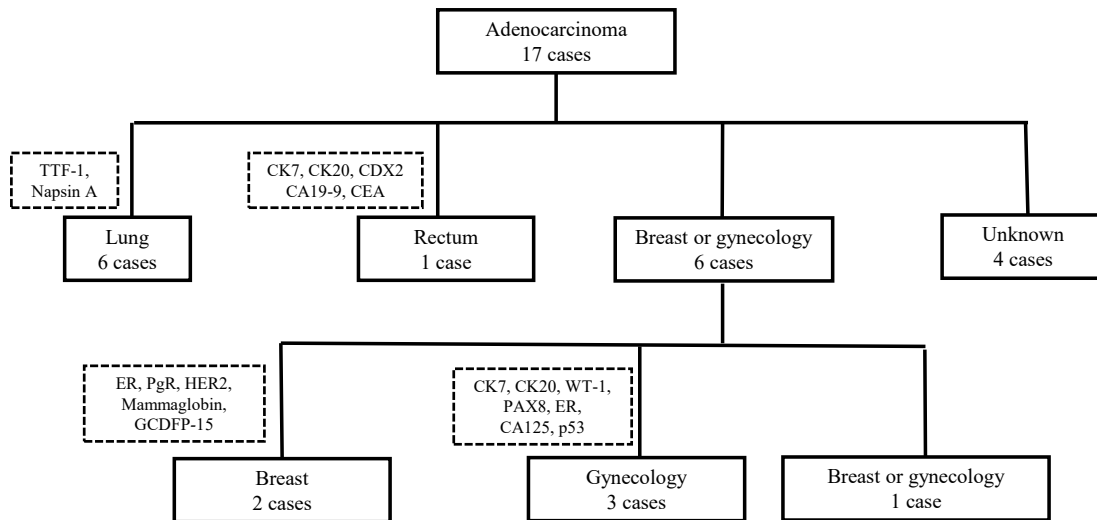 Adenocarcinoma
17 cases
TTF-1,
Napsin A
CK7, CK20, CDX2
CA19-9, CEA
Lung
6 cases
Rectum
1 case
Breast or gynecology
6 cases
Unknown
4 cases
ER, PgR, HER2,
Mammaglobin,
GCDFP-15
CK7, CK20, WT-1,
PAX8, ER,
CA125, p53
Breast
2 cases
Gynecology
3 cases
Breast or gynecology
1 case